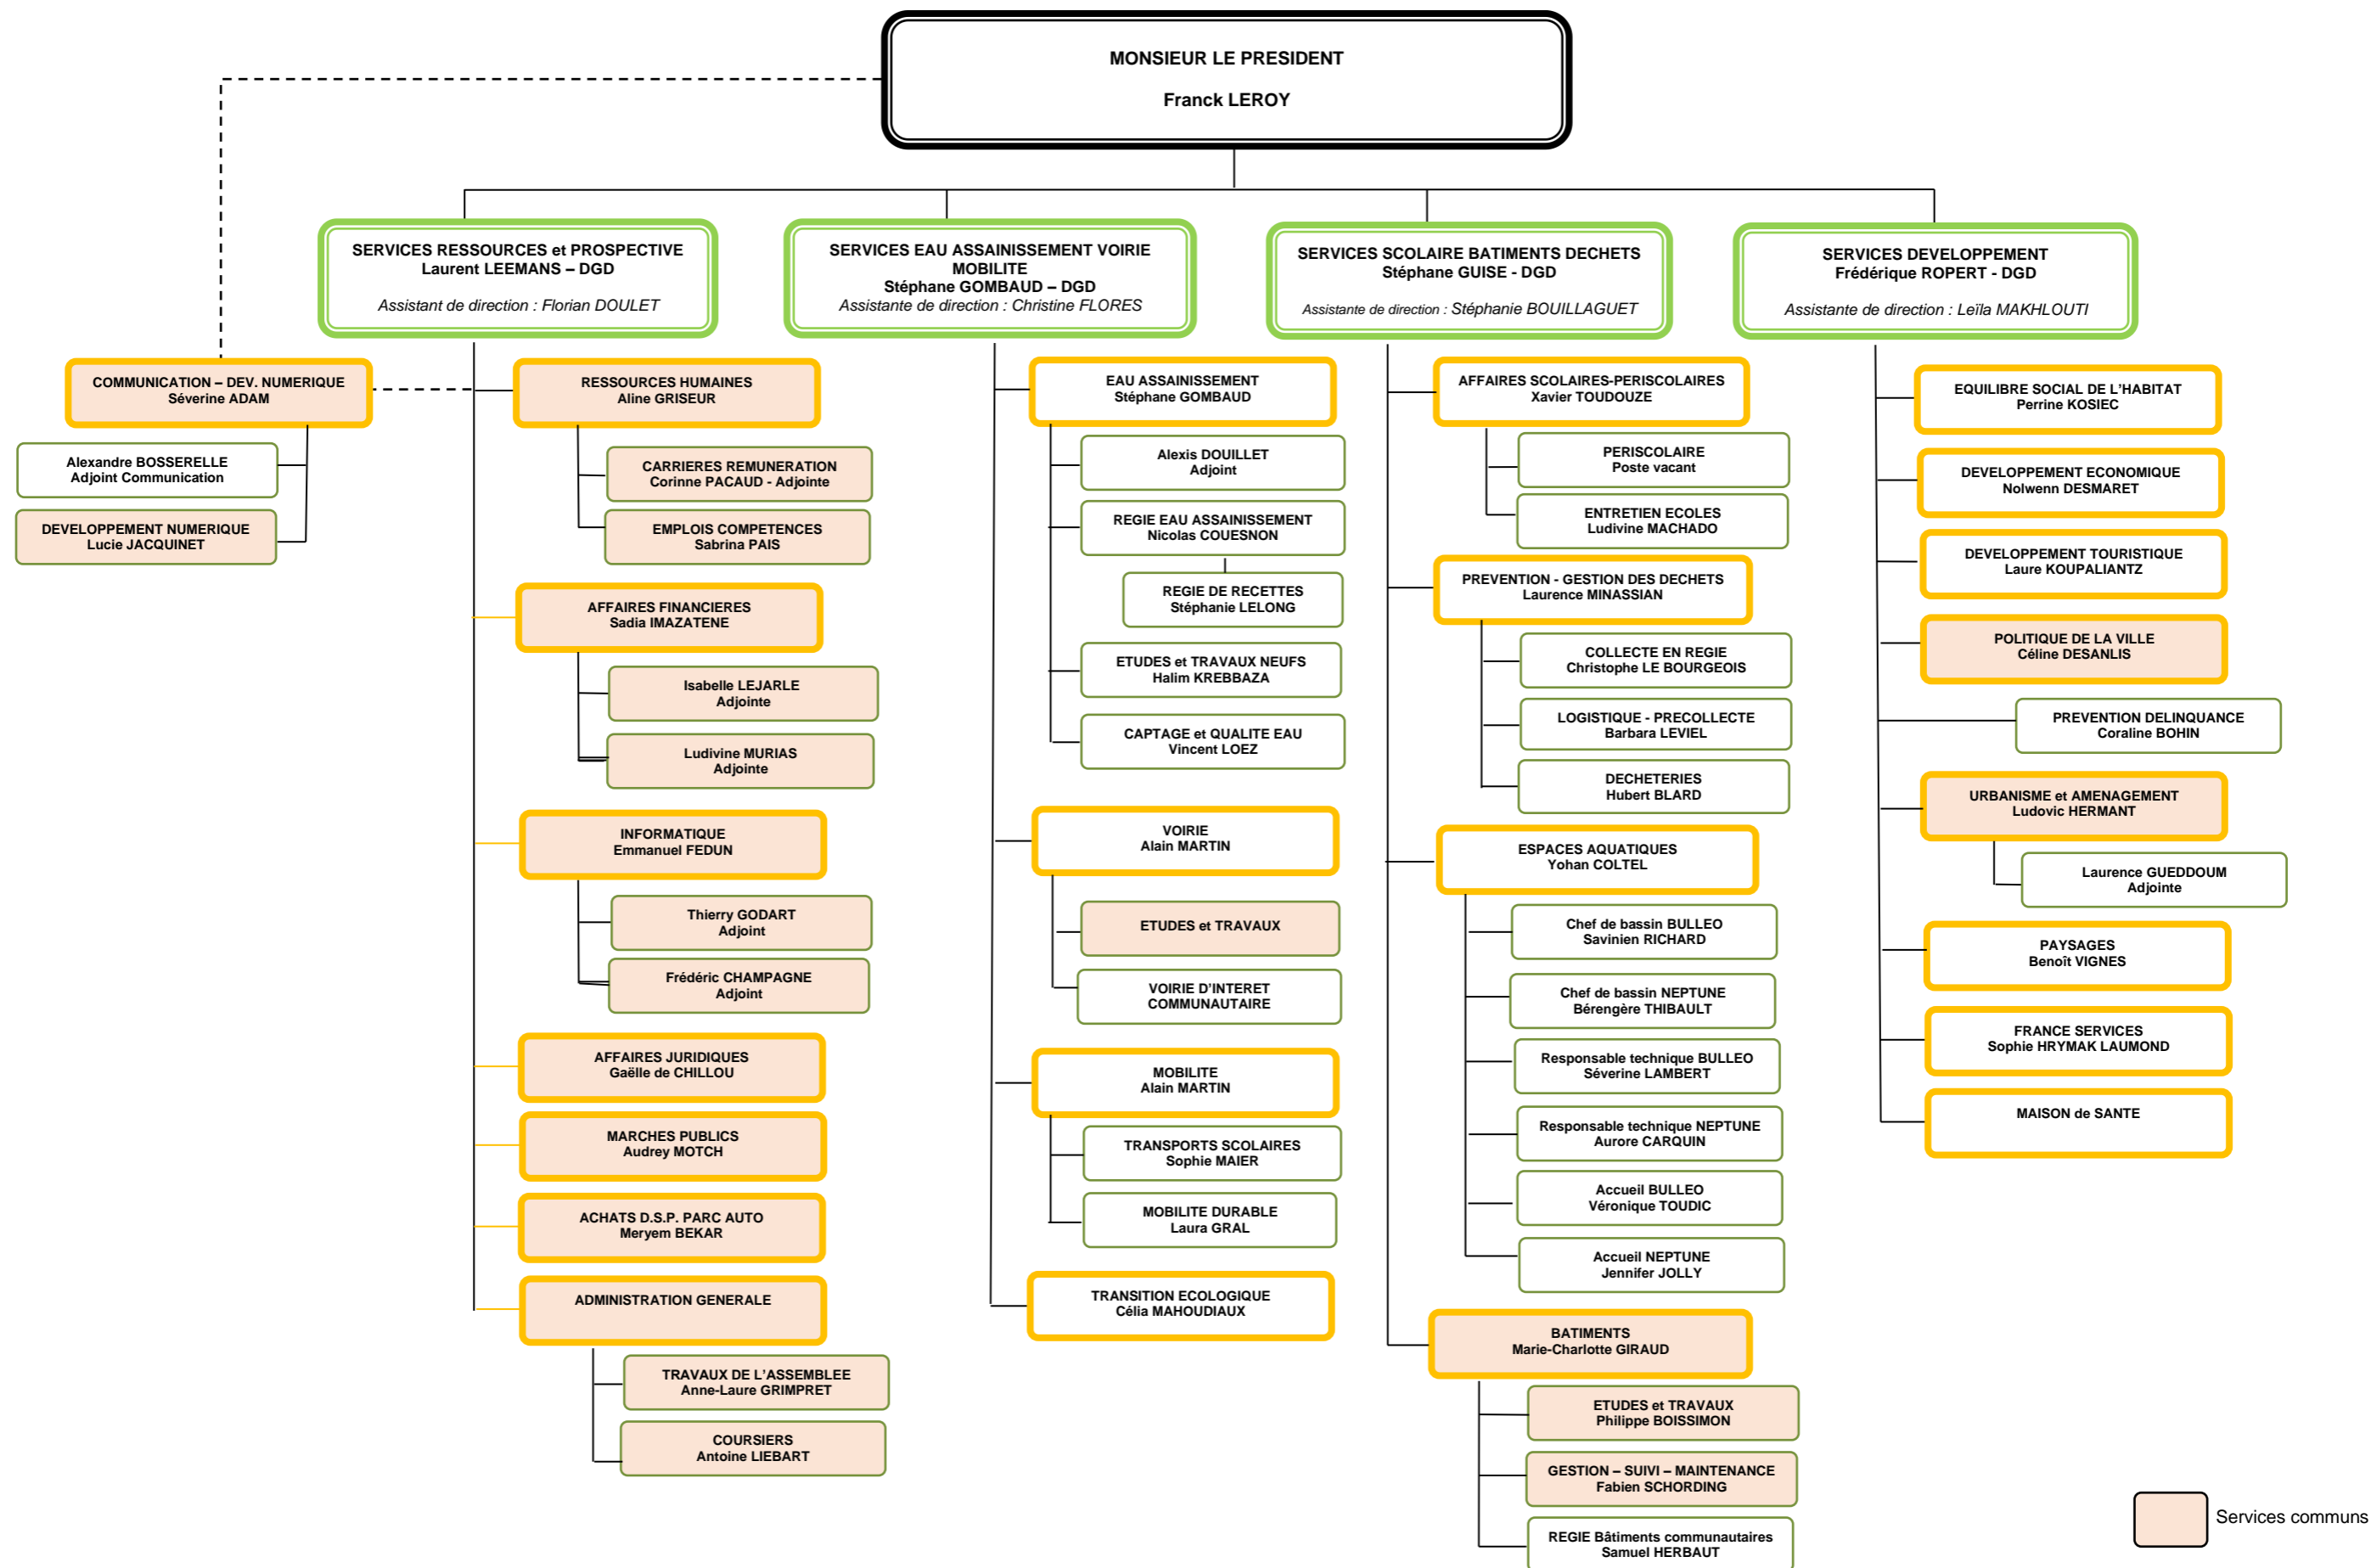 MONSIEUR LE PRESIDENT
Franck LEROY
SERVICES RESSOURCES et PROSPECTIVE
Laurent LEEMANS – DGD
Assistant de direction : Florian DOULET
SERVICES EAU ASSAINISSEMENT VOIRIE
MOBILITE
Stéphane GOMBAUD – DGD
Assistante de direction : Christine FLORES
SERVICES SCOLAIRE BATIMENTS DECHETS
Stéphane GUISE - DGD
Assistante de direction : Stéphanie BOUILLAGUET
SERVICES DEVELOPPEMENT
Frédérique ROPERT - DGD
Assistante de direction : Leïla MAKHLOUTI
COMMUNICATION – DEV. NUMERIQUE
Séverine ADAM
Alexandre BOSSERELLE
Adjoint Communication
DEVELOPPEMENT NUMERIQUE
Lucie JACQUINET
RESSOURCES HUMAINES
Aline GRISEUR
CARRIERES REMUNERATION
Corinne PACAUD - Adjointe
EMPLOIS COMPETENCES
Sabrina PAIS
AFFAIRES FINANCIERES
Sadia IMAZATENE
Isabelle LEJARLE
Adjointe
Ludivine MURIAS
Adjointe
INFORMATIQUE
Emmanuel FEDUN
Thierry GODART
Adjoint
Frédéric CHAMPAGNE
Adjoint
AFFAIRES JURIDIQUES
Gaëlle de CHILLOU
MARCHES PUBLICS
Audrey MOTCH
ACHATS D.S.P. PARC AUTO
Meryem BEKAR
ADMINISTRATION GENERALE
TRAVAUX DE L'ASSEMBLEE
Anne-Laure GRIMPRET
COURSIERS
Antoine LIEBART
EAU ASSAINISSEMENT
Stéphane GOMBAUD
Alexis DOUILLET
Adjoint
REGIE EAU ASSAINISSEMENT
Nicolas COUESNON
REGIE DE RECETTES
Stéphanie LELONG
ETUDES et TRAVAUX NEUFS
Halim KREBBAZA
CAPTAGE et QUALITE EAU
Vincent LOEZ
VOIRIE
Alain MARTIN
ETUDES et TRAVAUX
VOIRIE D'INTERET
COMMUNAUTAIRE
MOBILITE
Alain MARTIN
TRANSPORTS SCOLAIRES
Sophie MAIER
MOBILITE DURABLE
Laura GRAL
TRANSITION ECOLOGIQUE
Célia MAHOUDIAUX
AFFAIRES SCOLAIRES-PERISCOLAIRES
Xavier TOUDOUZE
PERISCOLAIRE
Poste vacant
ENTRETIEN ECOLES
Ludivine MACHADO
PREVENTION - GESTION DES DECHETS
Laurence MINASSIAN
COLLECTE EN REGIE
Christophe LE BOURGEOIS
LOGISTIQUE - PRECOLLECTE
Barbara LEVIEL
DECHETERIES
Hubert BLARD
ESPACES AQUATIQUES
Yohan COLTEL
Chef de bassin BULLEO
Savinien RICHARD
Chef de bassin NEPTUNE
Bérengère THIBAULT
Responsable technique BULLEO
Séverine LAMBERT
Responsable technique NEPTUNE
Aurore CARQUIN
Accueil BULLEO
Véronique TOUDIC
Accueil NEPTUNE
Jennifer JOLLY
BATIMENTS
Marie-Charlotte GIRAUD
ETUDES et TRAVAUX
Philippe BOISSIMON
GESTION – SUIVI – MAINTENANCE
Fabien SCHORDING
REGIE Bâtiments communautaires
Samuel HERBAUT
EQUILIBRE SOCIAL DE L'HABITAT
Perrine KOSIEC
DEVELOPPEMENT ECONOMIQUE
Nolwenn DESMARET
DEVELOPPEMENT TOURISTIQUE
Laure KOUPALIANTZ
POLITIQUE DE LA VILLE
Céline DESANLIS
PREVENTION DELINQUANCE
Coraline BOHIN
URBANISME et AMENAGEMENT
Ludovic HERMANT
Laurence GUEDDOUM
Adjointe
PAYSAGES
Benoît VIGNES
FRANCE SERVICES
Sophie HRYMAK LAUMOND
MAISON de SANTE
Services communs